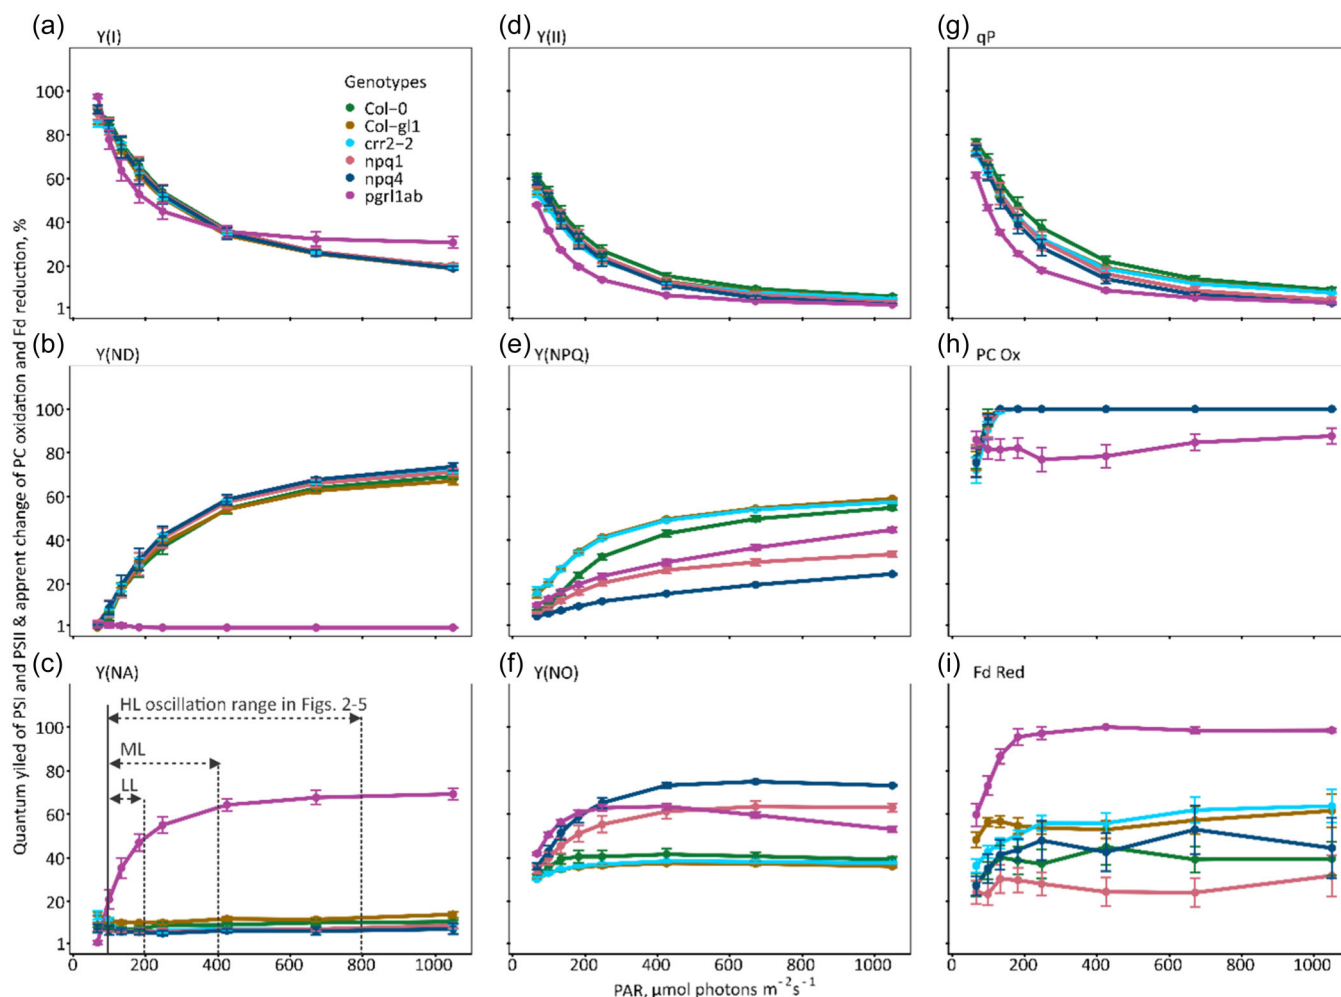 (a) Y(I)
Genotypes
Col-0
Col-gl1
crr2-2
npq1
npq4
pgrl1ab
100
80
60
40
20
1
(d) Y(II)
(g) qP
(b) Y(ND)
100
80
60
40
20
1
(e) Y(NPQ)
(h) PC Ox
(c) Y(NA)
HL oscillation range in Figs. 2-5
ML
LL
100
80
60
40
20
1
0 200 400 600 800 1000
(f) Y(NO)
0 200 400 600 800 1000
(i) Fd Red
0 200 400 600 800 1000
Quantum yiled of PSI and PSII & apprent change of PC oxidation and Fd reduction, %
PAR, μmol photons m⁻²s⁻¹